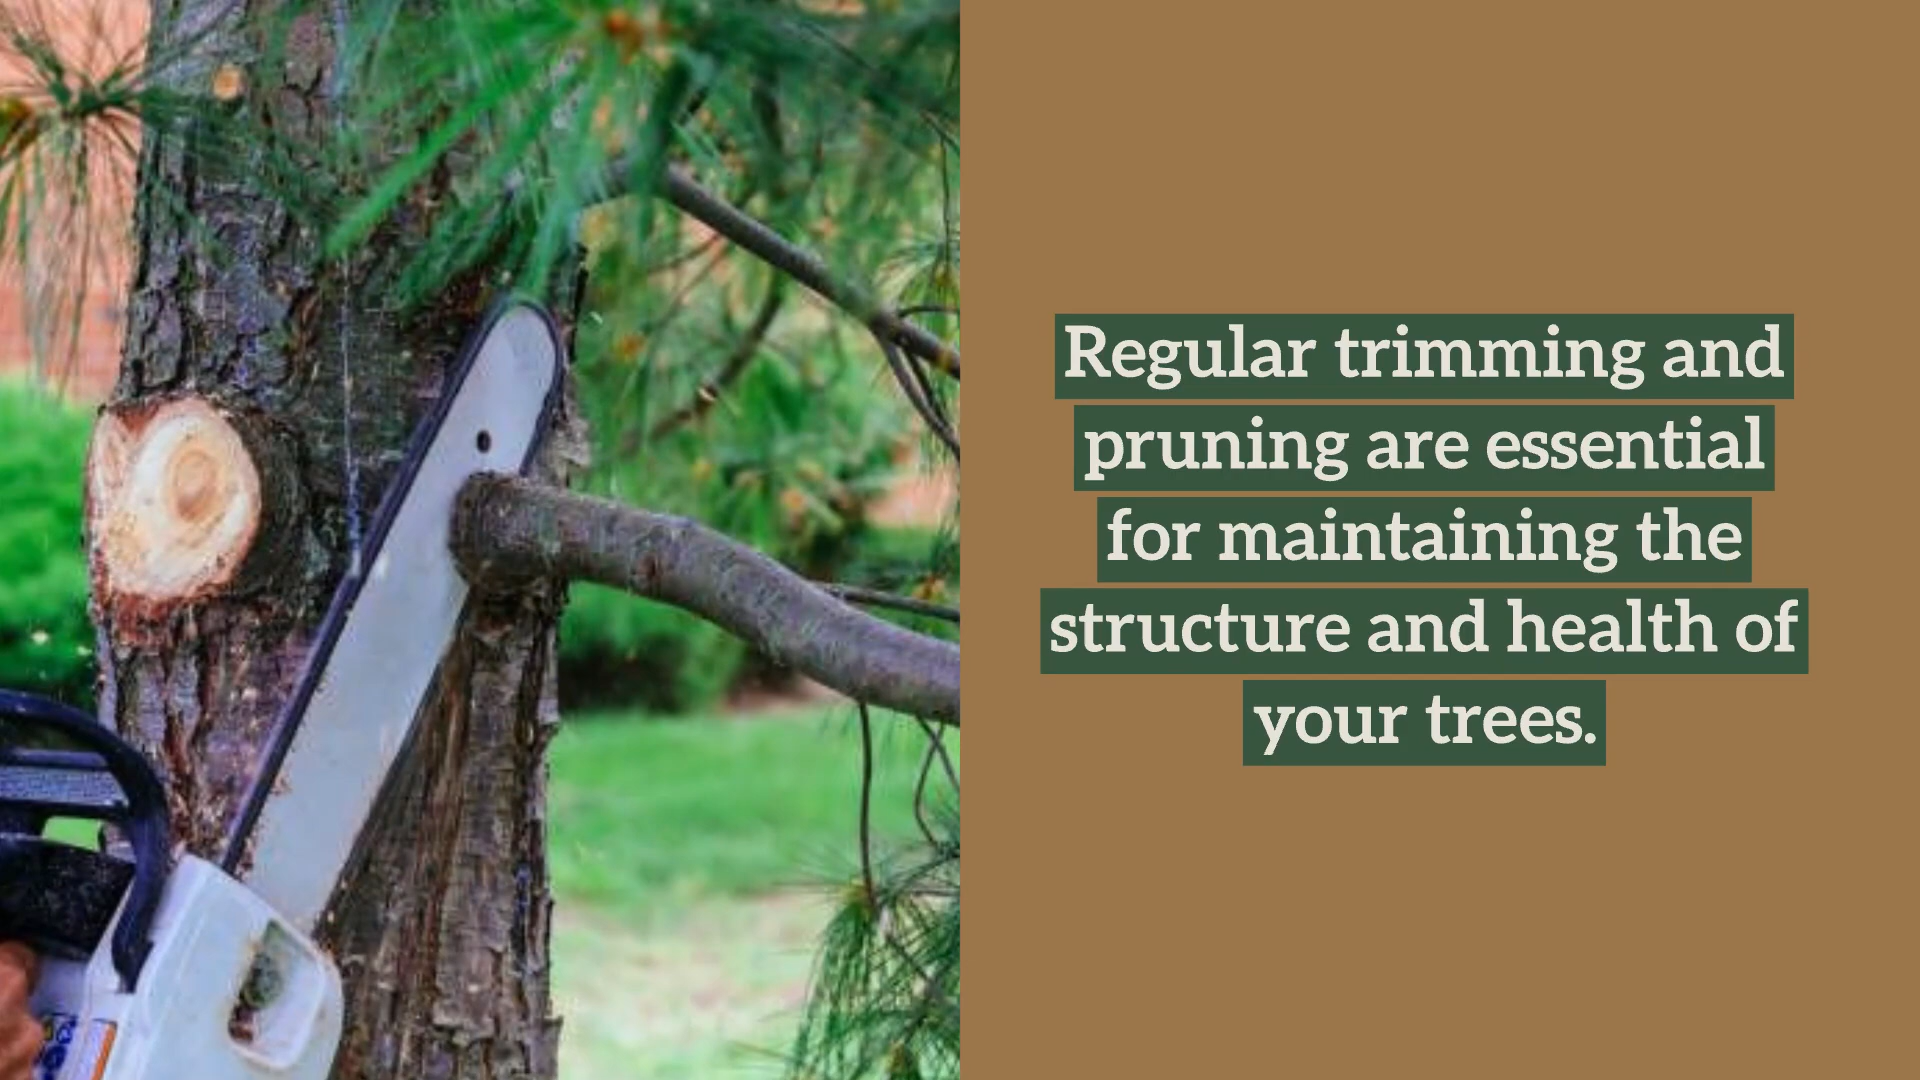 Regular trimming and
pruning are essential
for maintaining the
structure and health of
your trees.